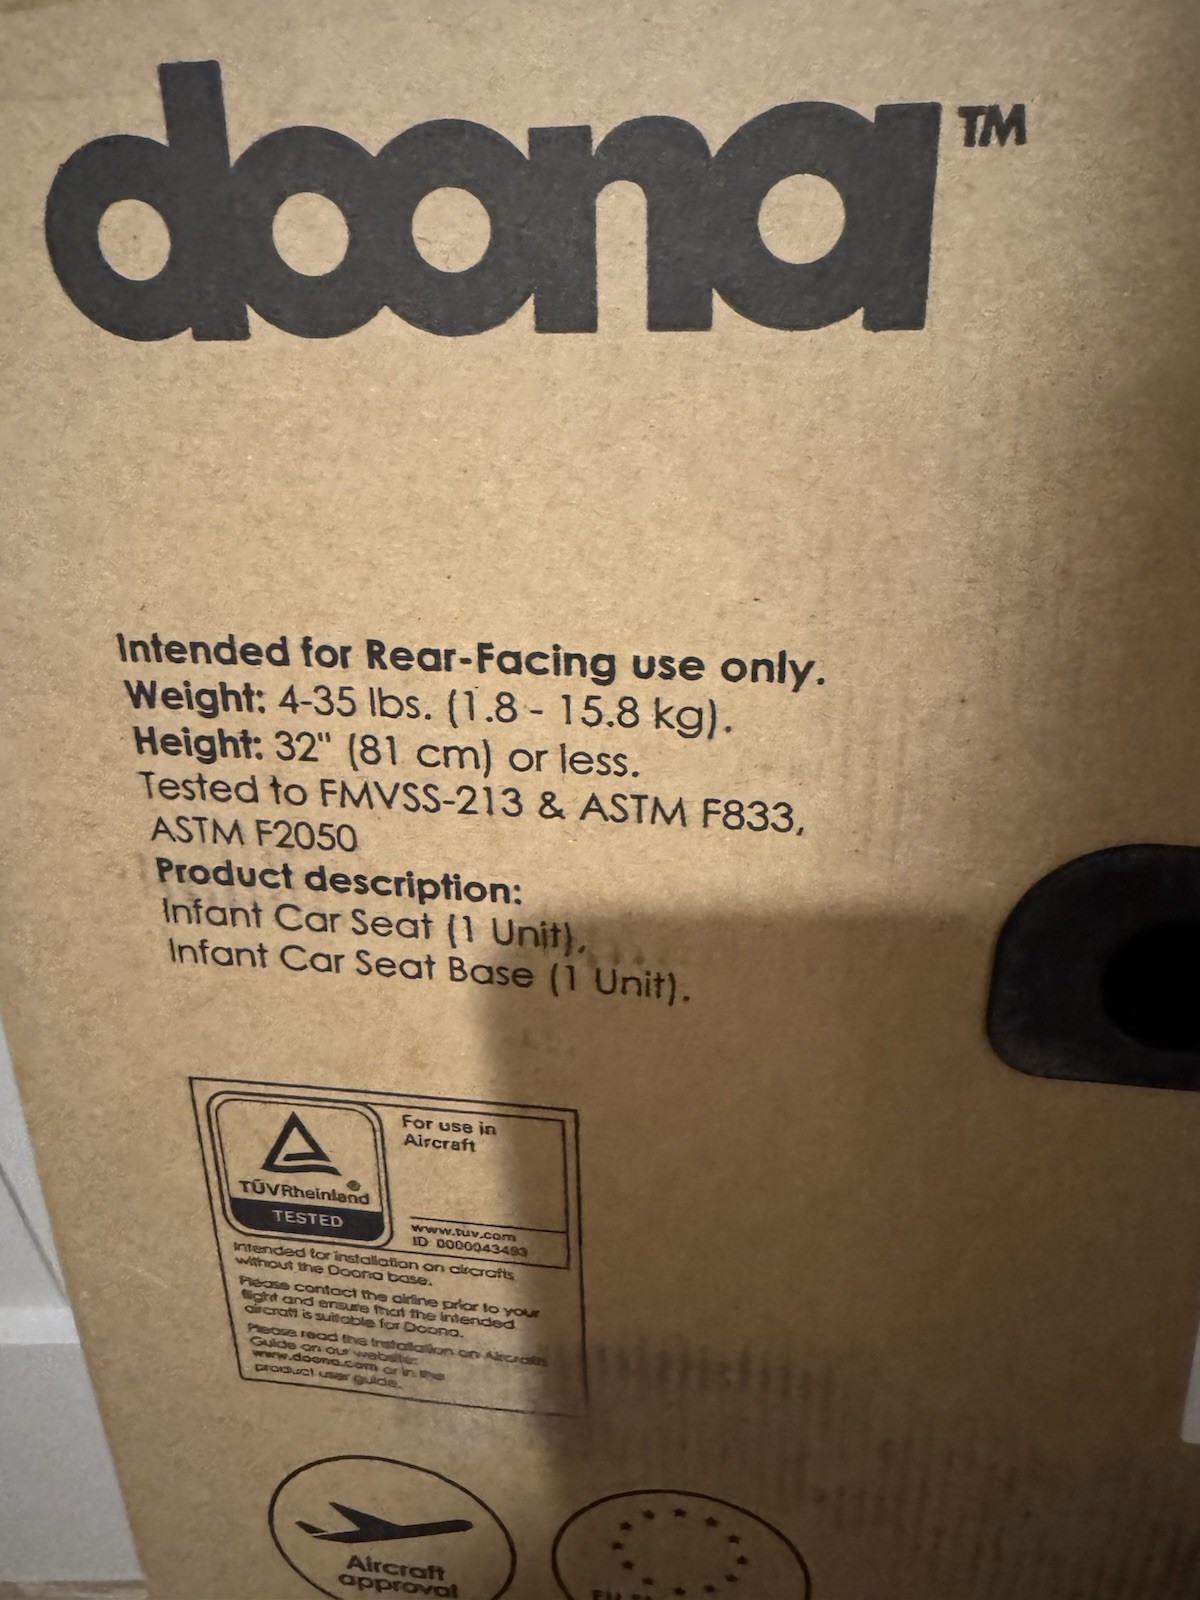 doona™
Intended for Rear-Facing use only.
Weight: 4-35 lbs. (1.8 - 15.8 kg).
Height: 32" (81 cm) or less.
Tested to FMVSS-213 & ASTM F833,
ASTM F2050
Product description:
Infant Car Seat (1 Unit),
Infant Car Seat Base (1 Unit).
TÜVRheinland®
TESTED
For use in
Aircraft
www.tuv.com
ID 0000043493
Intended for installation on aircrafts
without the Doona base.
Please contact the airline prior to your
flight and ensure that the intended
aircraft is suitable for Doona.
Please read the Installation on Aircrafts
Guide on our website:
www.doona.com or in the
product user guide.
Aircraft
approval